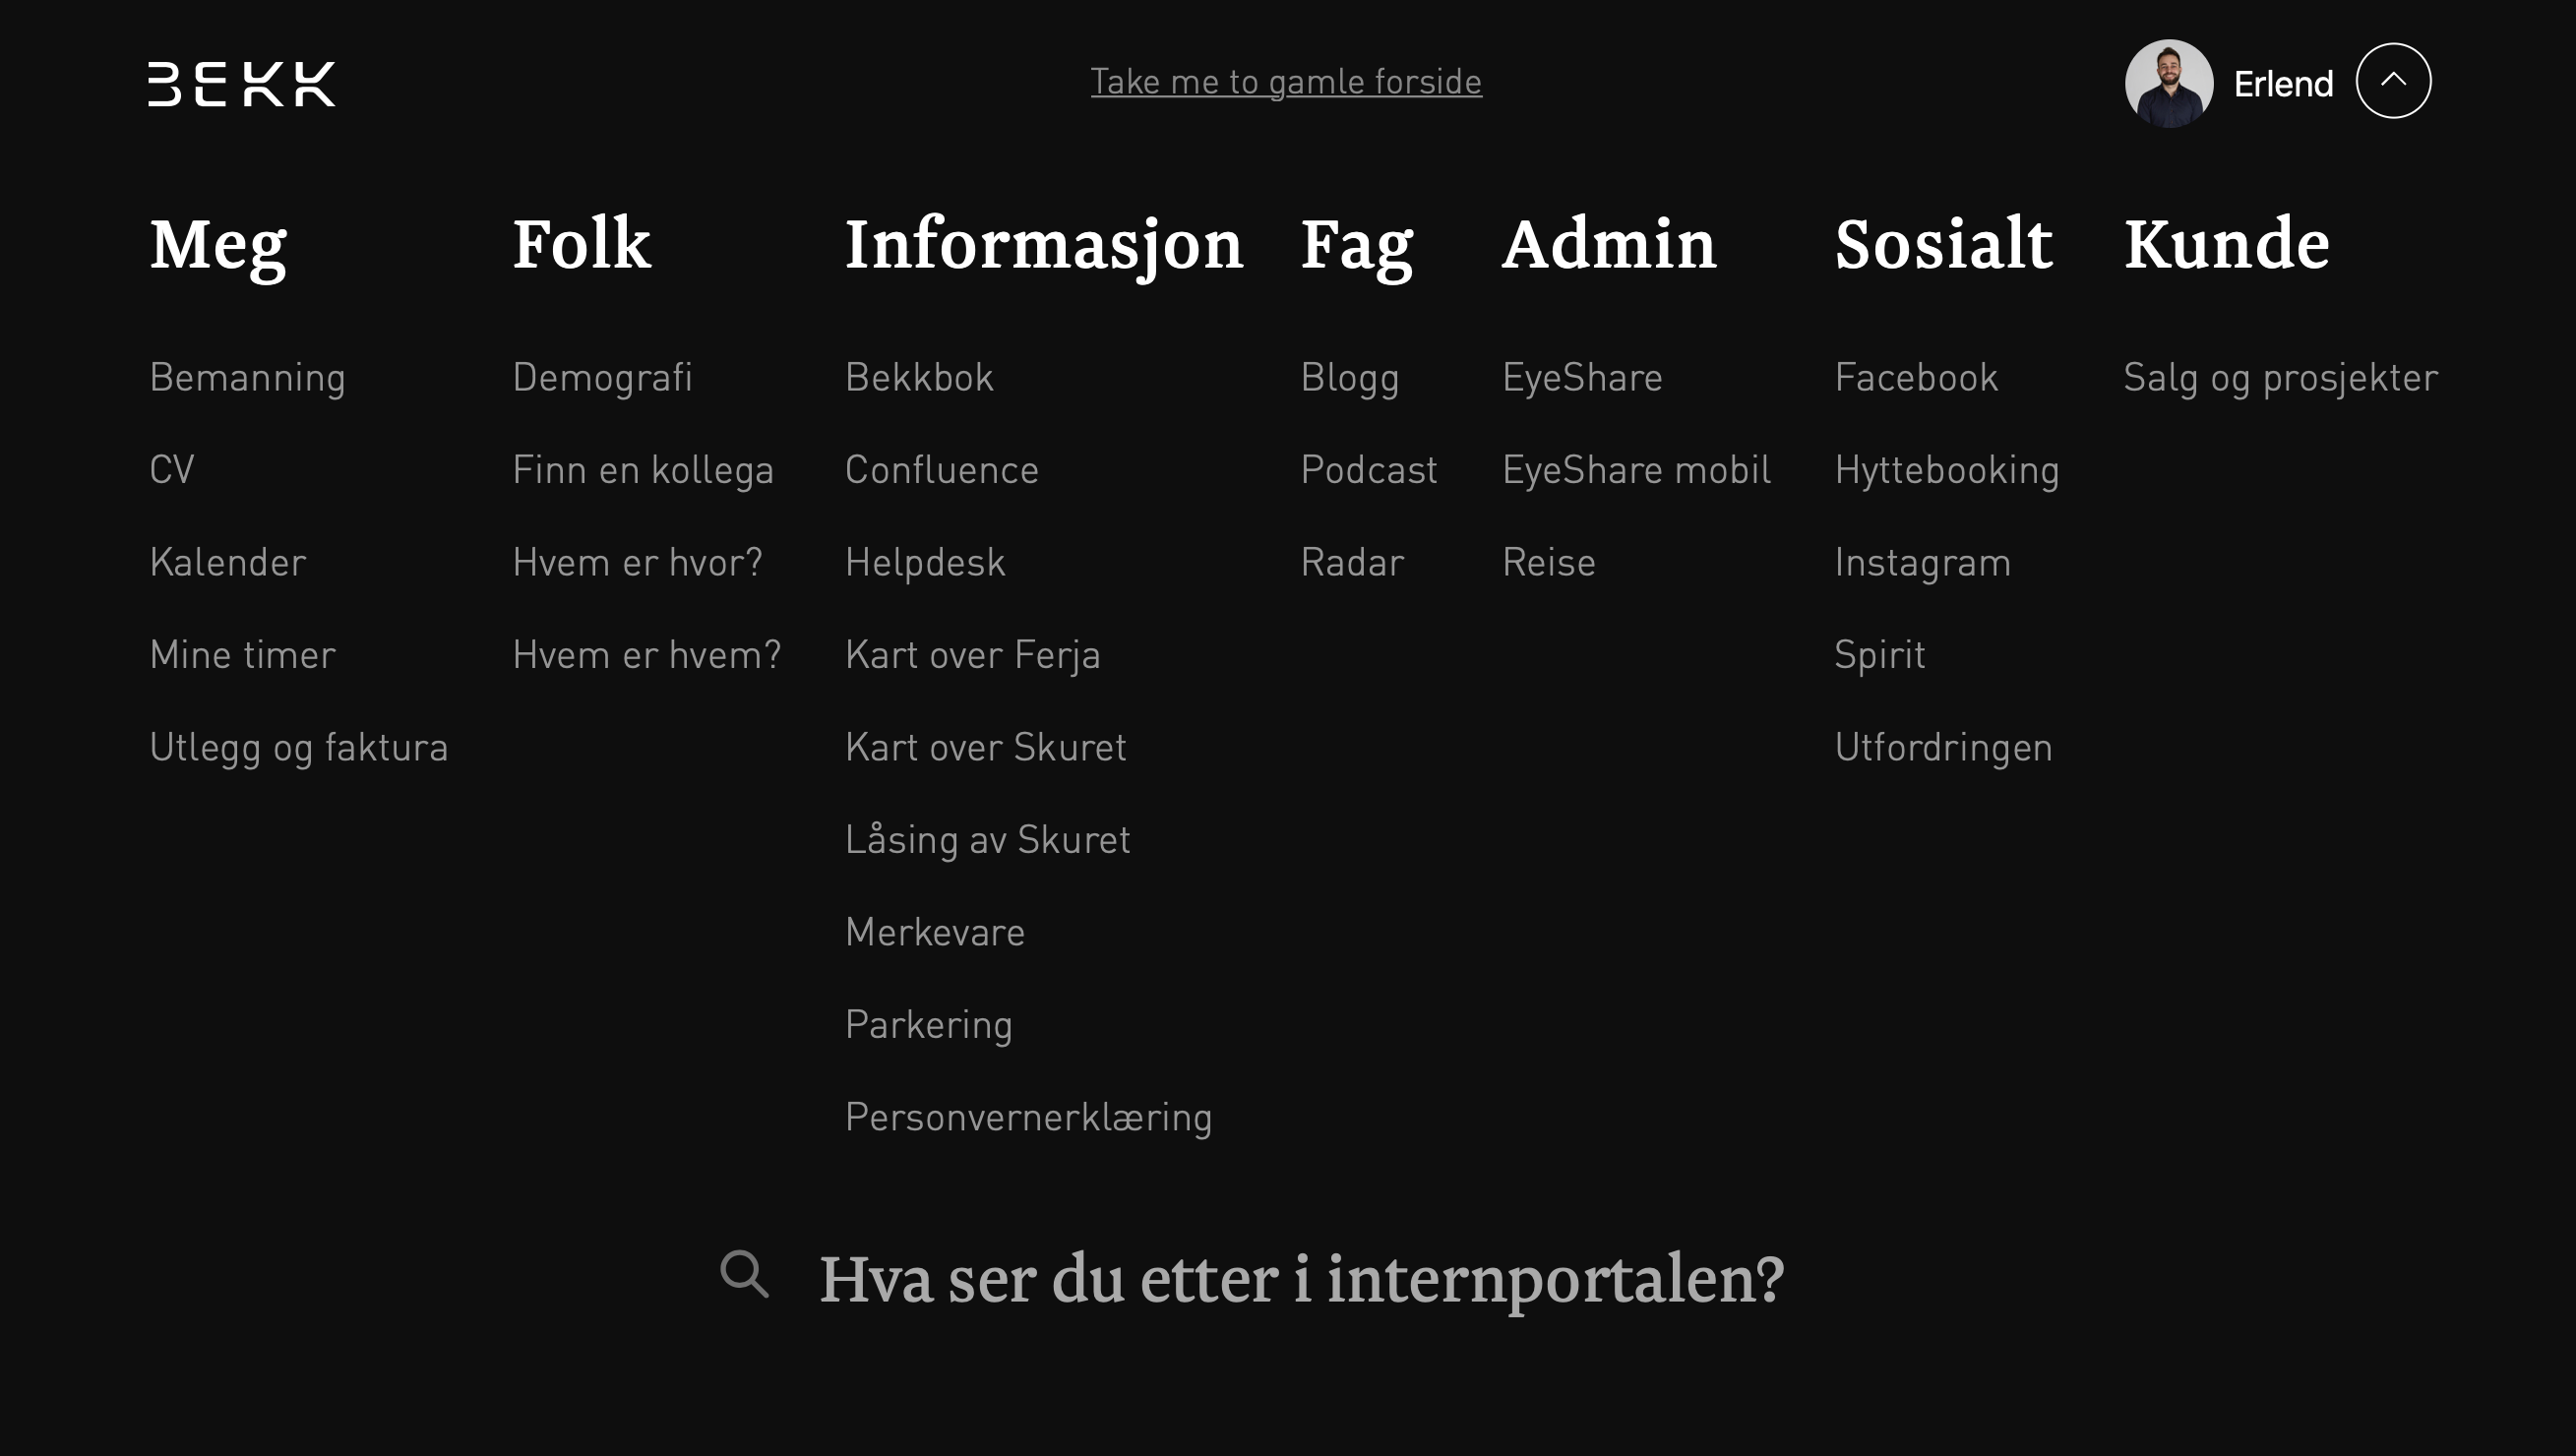 BEKK
Take me to gamle forside
Erlend
Meg
Bemanning
CV
Kalender
Mine timer
Utlegg og faktura
Folk
Demografi
Finn en kollega
Hvem er hvor?
Hvem er hvem?
Informasjon
Bekkbok
Confluence
Helpdesk
Kart over Ferja
Kart over Skuret
Låsing av Skuret
Merkevare
Parkering
Personvernerklæring
Fag
Blogg
Podcast
Radar
Admin
EyeShare
EyeShare mobil
Reise
Sosialt
Facebook
Hyttebooking
Instagram
Spirit
Utfordringen
Kunde
Salg og prosjekter
Hva ser du etter i internportalen?